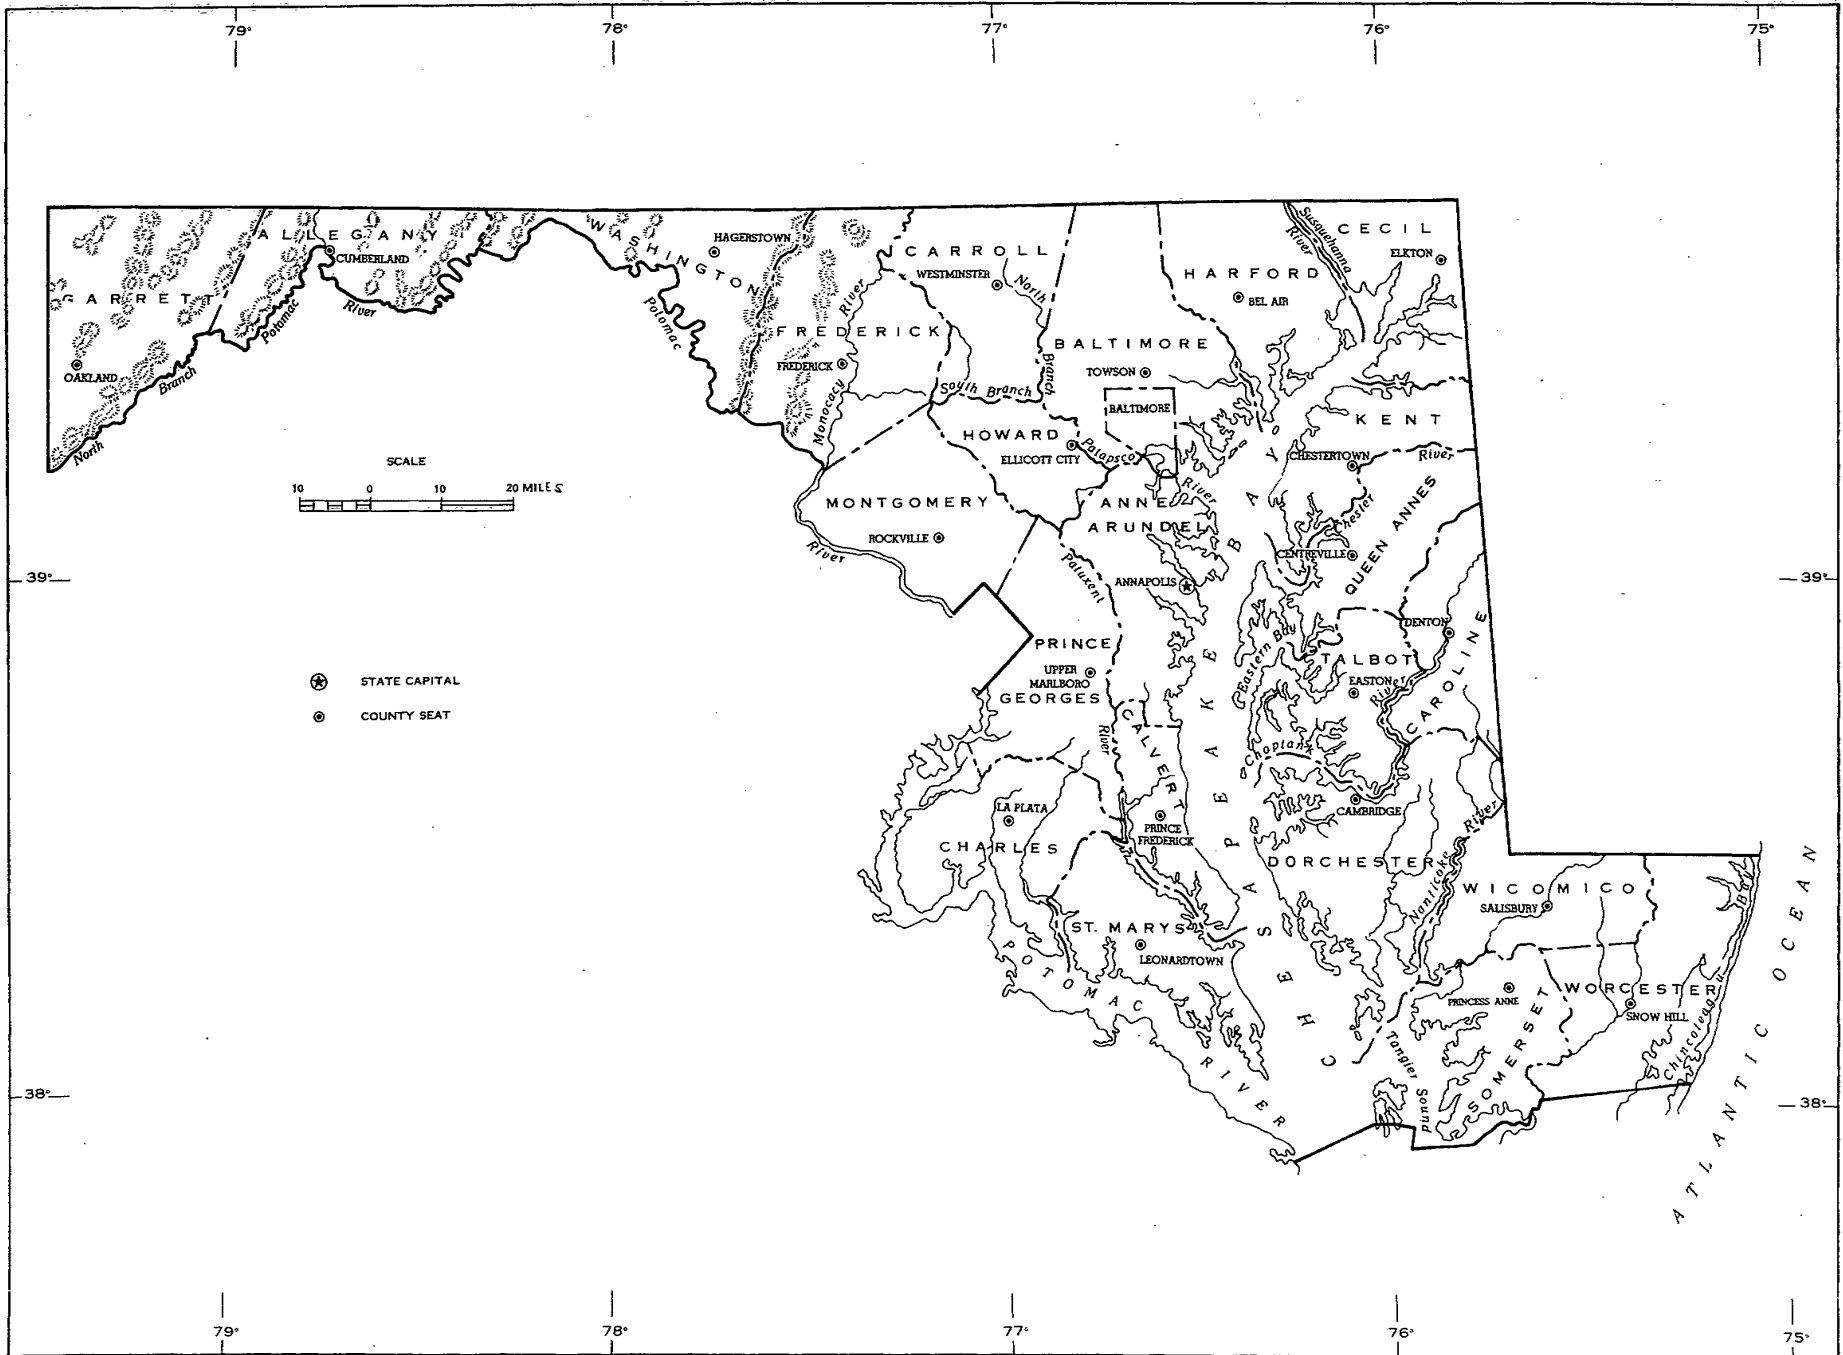 79° 78° 77° 76° 75°
ALLEGANY
CUMBERLAND
GARRETT
OAKLAND
North
Branch
Potomac
River
WASHINGTON
HAGERSTOWN
Potomac
FREDERICK
FREDERICK
Monocacy
River
CARROLL
WESTMINSTER
North
Branch
South Branch
BALTIMORE
TOWSON
BALTIMORE
HARFORD
BEL AIR
Susquehanna
River
CECIL
ELKTON
KENT
CHESTERTOWN
Chester
River
HOWARD
ELLICOTT CITY
Patapsco
River
SCALE
10 0 10 20 MILES
MONTGOMERY
ROCKVILLE
River
ANNE
ARUNDEL
ANNAPOLIS
QUEEN ANNES
CENTREVILLE
39°
39°
Patuxent
River
PRINCE
GEORGES
UPPER
MARLBORO
STATE CAPITAL
COUNTY SEAT
Eastern Bay
TALBOT
EASTON
DENTON
CAROLINE
Choptank
River
CALVERT
PRINCE
FREDERICK
CHESAPEAKE BAY
CAMBRIDGE
DORCHESTER
LA PLATA
CHARLES
ST. MARYS
LEONARDTOWN
POTOMAC RIVER
Nanticoke
River
WICOMICO
SALISBURY
PRINCESS ANNE
SOMERSET
WORCESTER
SNOW HILL
Chincoteague
Bay
Tangier Sound
ATLANTIC OCEAN
38°
38°
79° 78° 77° 76° 75°